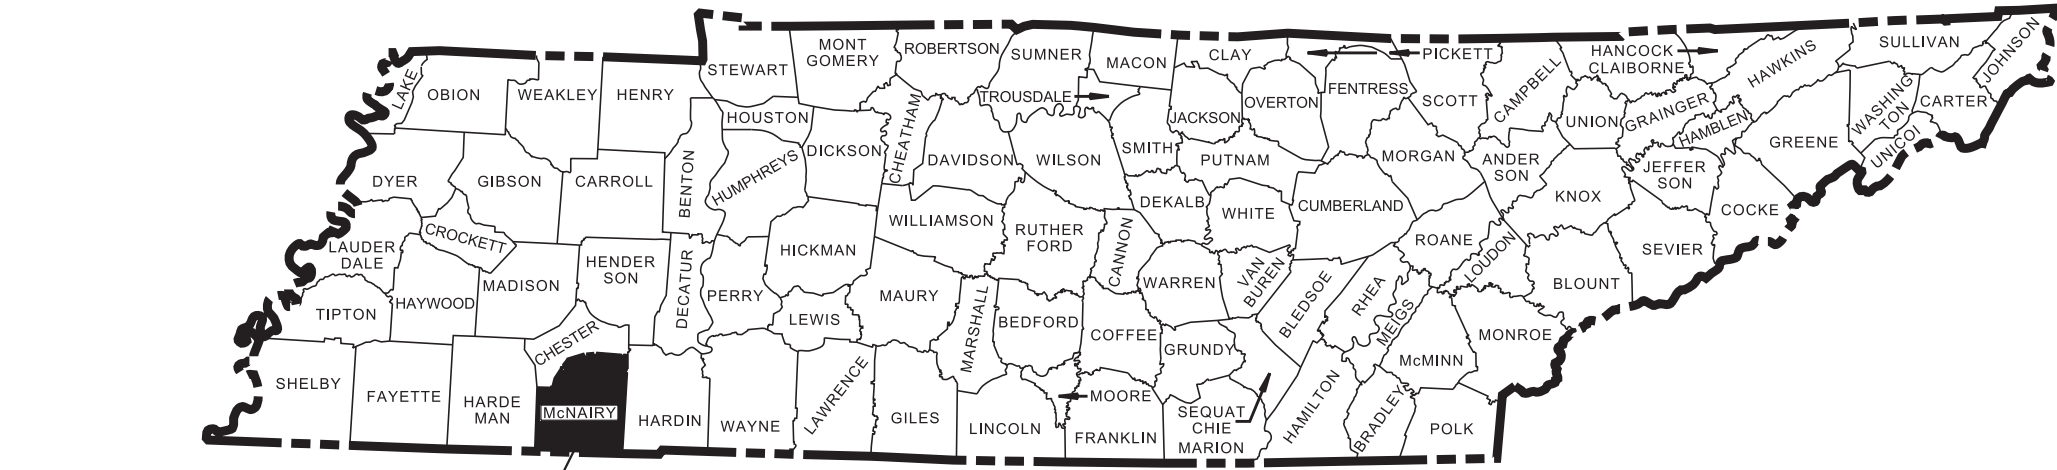 LAKE
OBION
WEAKLEY
HENRY
STEWART
MONT
GOMERY
ROBERTSON
SUMNER
MACON
CLAY
PICKETT
HANCOCK
CLAIBORNE
HAWKINS
SULLIVAN
JOHNSON
TROUSDALE
HOUSTON
CHEATHAM
JACKSON
OVERTON
FENTRESS
SCOTT
CAMPBELL
UNION
GRAINGER
HAMBLEN
WASHING
TON
CARTER
UNICOI
GREENE
DYER
GIBSON
CARROLL
BENTON
HUMPHREYS
DICKSON
DAVIDSON
WILSON
SMITH
PUTNAM
MORGAN
ANDER
SON
KNOX
JEFFER
SON
COCKE
LAUDER
DALE
CROCKETT
HICKMAN
WILLIAMSON
RUTHER
FORD
CANNON
DEKALB
WHITE
CUMBERLAND
ROANE
LOUDON
BLOUNT
SEVIER
TIPTON
HAYWOOD
MADISON
HENDER
SON
DECATUR
PERRY
LEWIS
MAURY
MARSHALL
BEDFORD
COFFEE
WARREN
VAN
BUREN
BLEDSOE
RHEA
MEIGS
McMINN
MONROE
SHELBY
FAYETTE
HARDE
MAN
CHESTER
McNAIRY
HARDIN
WAYNE
LAWRENCE
GILES
LINCOLN
MOORE
FRANKLIN
GRUNDY
SEQUAT
CHIE
MARION
HAMILTON
BRADLEY
POLK